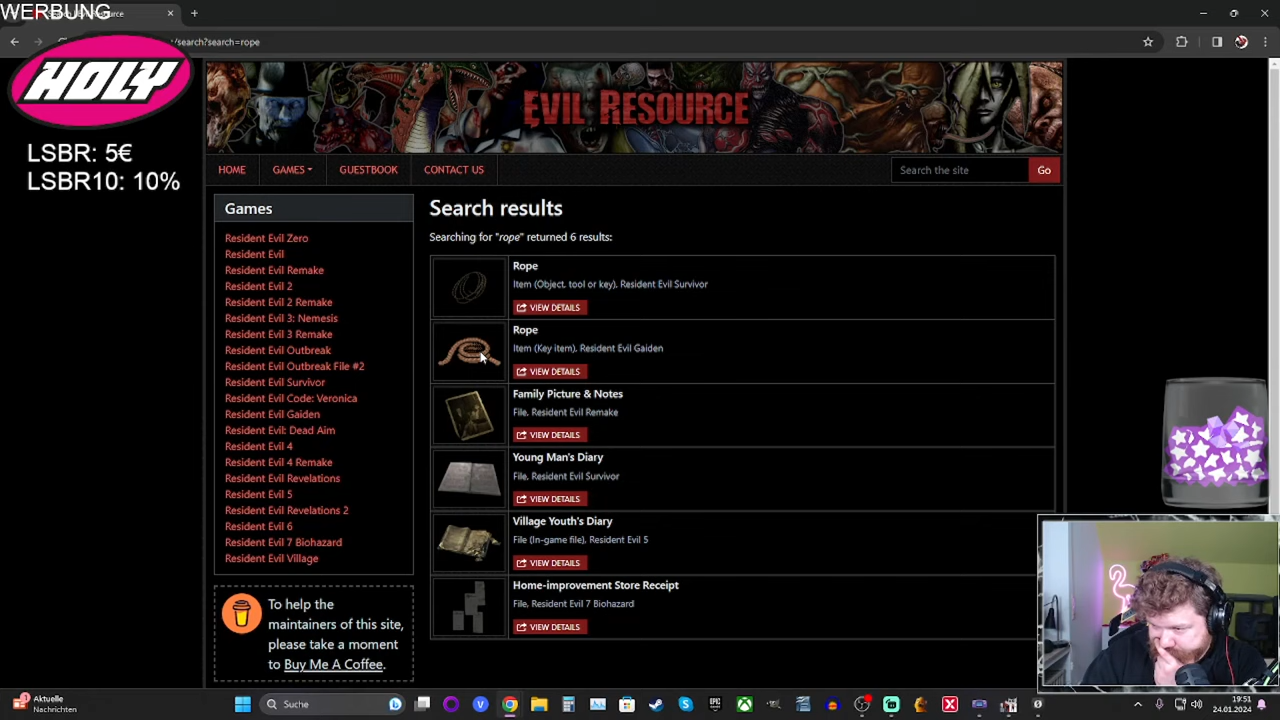 WERBUNG
/search?search=rope
HOLY
LSBR: 5€
LSBR10: 10%
EVIL RESOURCE
HOME
GAMES
GUESTBOOK
CONTACT US
Search the site
Go
Games
Resident Evil Zero
Resident Evil
Resident Evil Remake
Resident Evil 2
Resident Evil 2 Remake
Resident Evil 3: Nemesis
Resident Evil 3 Remake
Resident Evil Outbreak
Resident Evil Outbreak File #2
Resident Evil Survivor
Resident Evil Code: Veronica
Resident Evil Gaiden
Resident Evil: Dead Aim
Resident Evil 4
Resident Evil 4 Remake
Resident Evil Revelations
Resident Evil 5
Resident Evil Revelations 2
Resident Evil 6
Resident Evil 7 Biohazard
Resident Evil Village
To help the
maintainers of this site,
please take a moment
to Buy Me A Coffee.
Search results
Searching for "rope" returned 6 results:
Rope
Item (Object, tool or key), Resident Evil Survivor
VIEW DETAILS
Rope
Item (Key item), Resident Evil Gaiden
VIEW DETAILS
Family Picture & Notes
File, Resident Evil Remake
VIEW DETAILS
Young Man's Diary
File, Resident Evil Survivor
VIEW DETAILS
Village Youth's Diary
File (In-game file), Resident Evil 5
VIEW DETAILS
Home-improvement Store Receipt
File, Resident Evil 7 Biohazard
VIEW DETAILS
Aktuelle
Nachrichten
Suche
19:51
24.01.2024